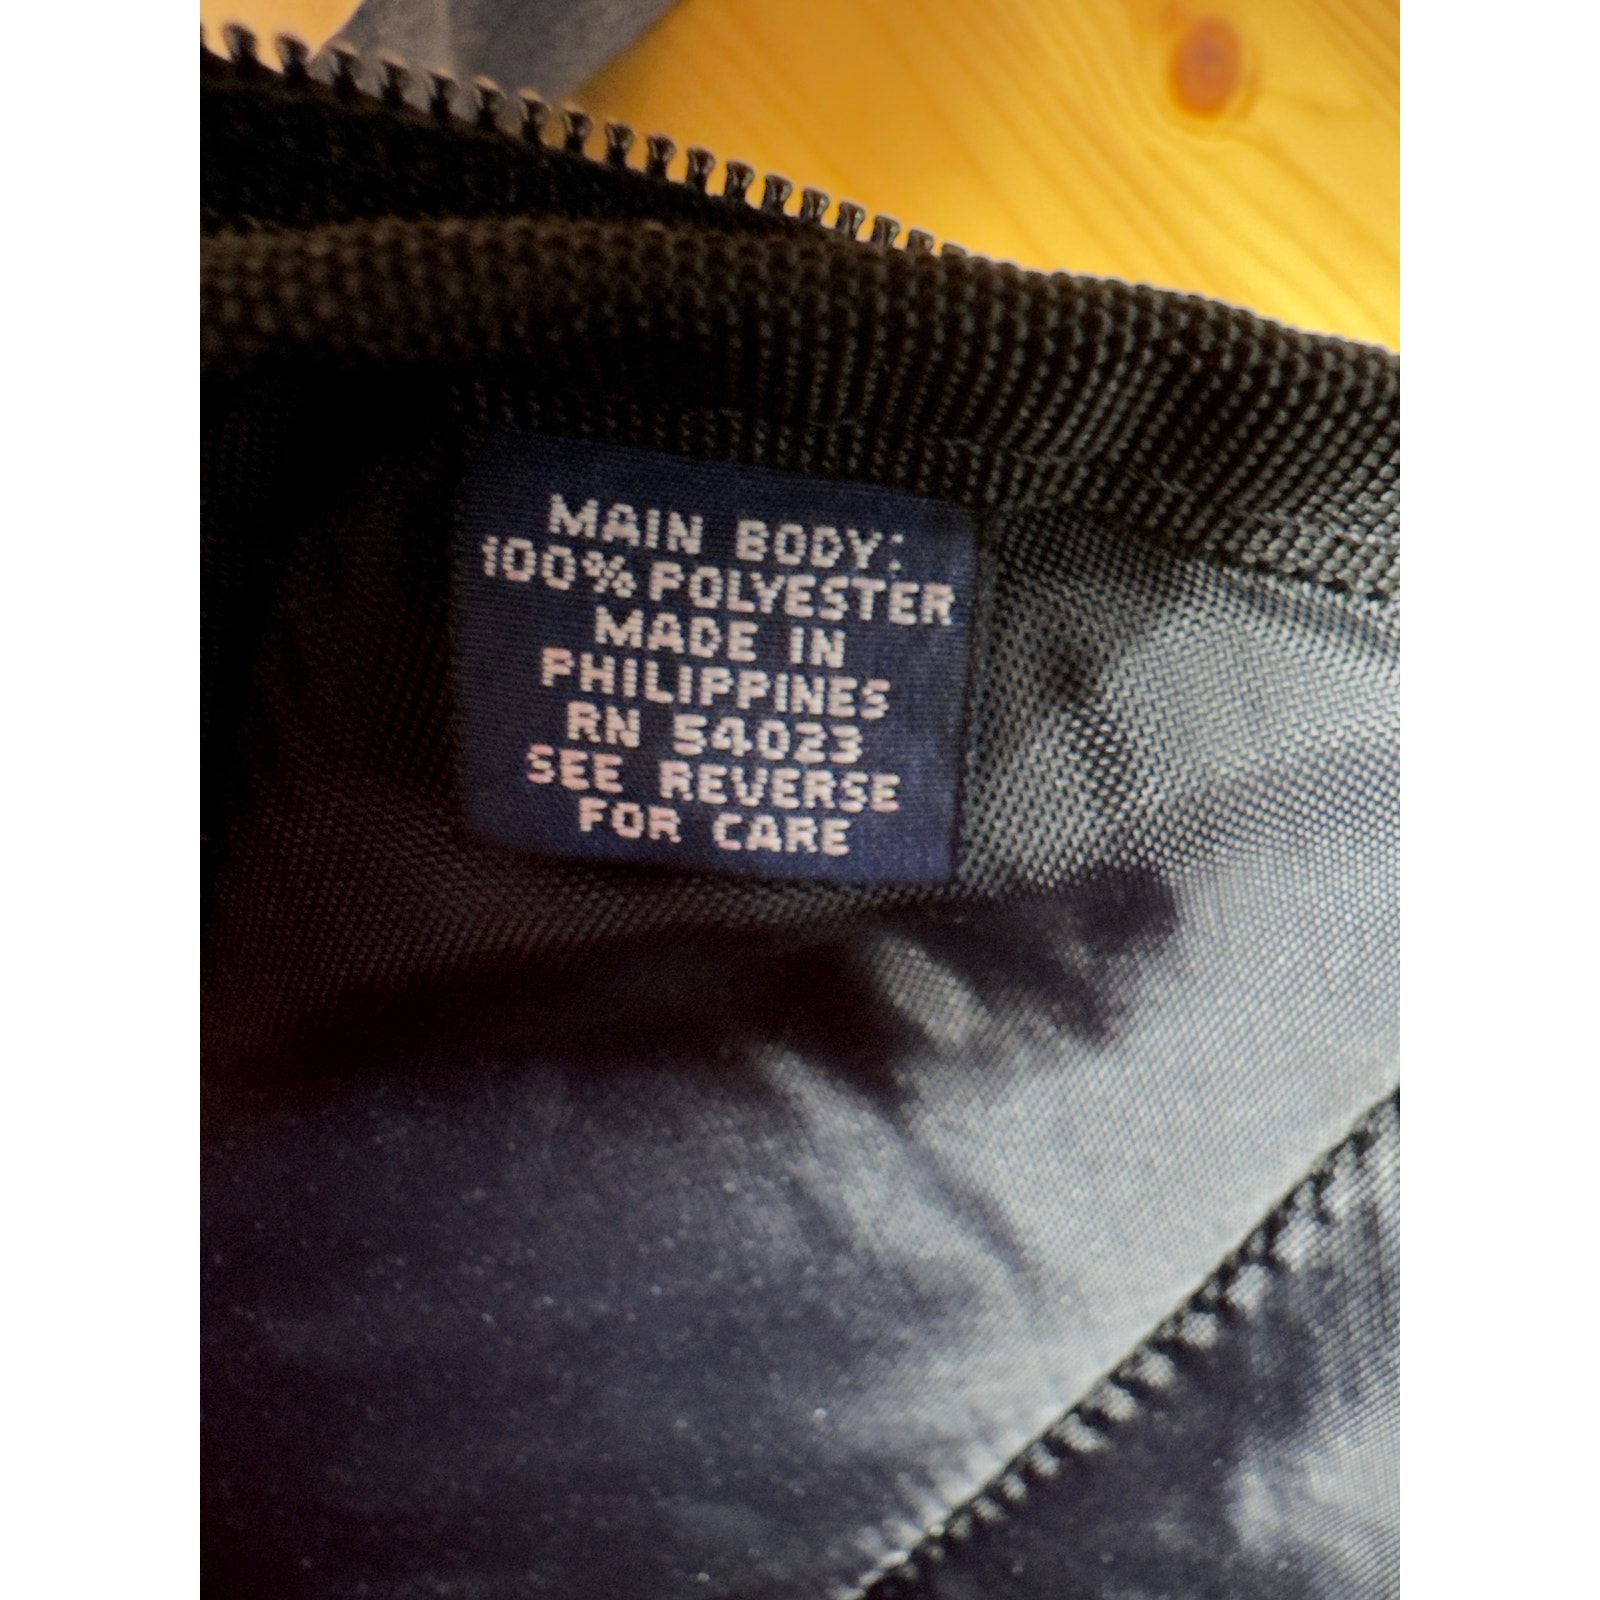 MAIN BODY:
100% POLYESTER
MADE IN
PHILIPPINES
RN 54023
SEE REVERSE
FOR CARE